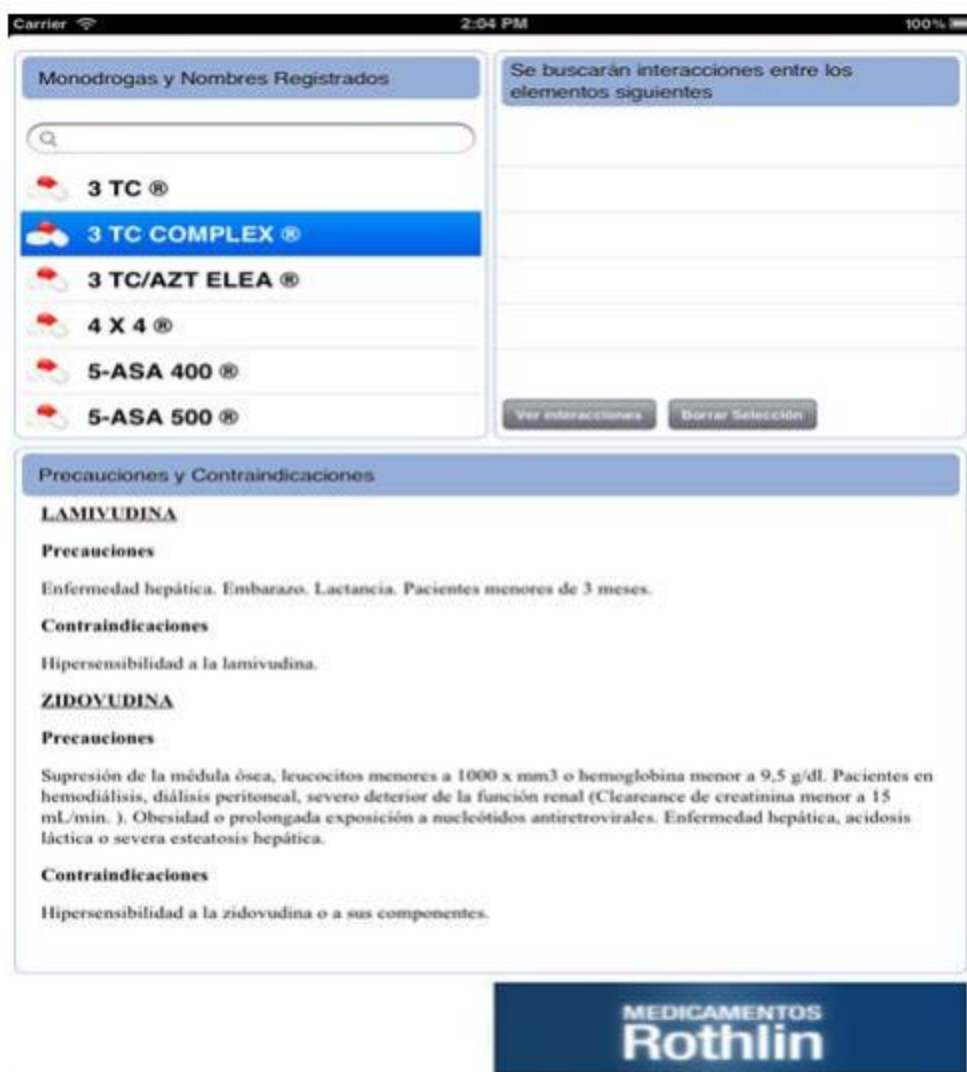 Carrier
2:04 PM
100%
Monodrogas y Nombres Registrados
3 TC ®
3 TC COMPLEX ®
3 TC/AZT ELEA ®
4 X 4 ®
5-ASA 400 ®
5-ASA 500 ®
Se buscarán interacciones entre los
elementos siguientes
Ver interacciones
Borrar Selección
Precauciones y Contraindicaciones
LAMIVUDINA
Precauciones
Enfermedad hepática. Embarazo. Lactancia. Pacientes menores de 3 meses.
Contraindicaciones
Hipersensibilidad a la lamivudina.
ZIDOVUDINA
Precauciones
Supresión de la médula ósea, leucocitos menores a 1000 x mm3 o hemoglobina menor a 9,5 g/dl. Pacientes en
hemodiálisis, diálisis peritoneal, severo deterior de la función renal (Cleareance de creatinina menor a 15
mL/min. ). Obesidad o prolongada exposición a nucleótidos antiretrovirales. Enfermedad hepática, acidosis
láctica o severa esteatosis hepática.
Contraindicaciones
Hipersensibilidad a la zidovudina o a sus componentes.
MEDICAMENTOS
Rothlin